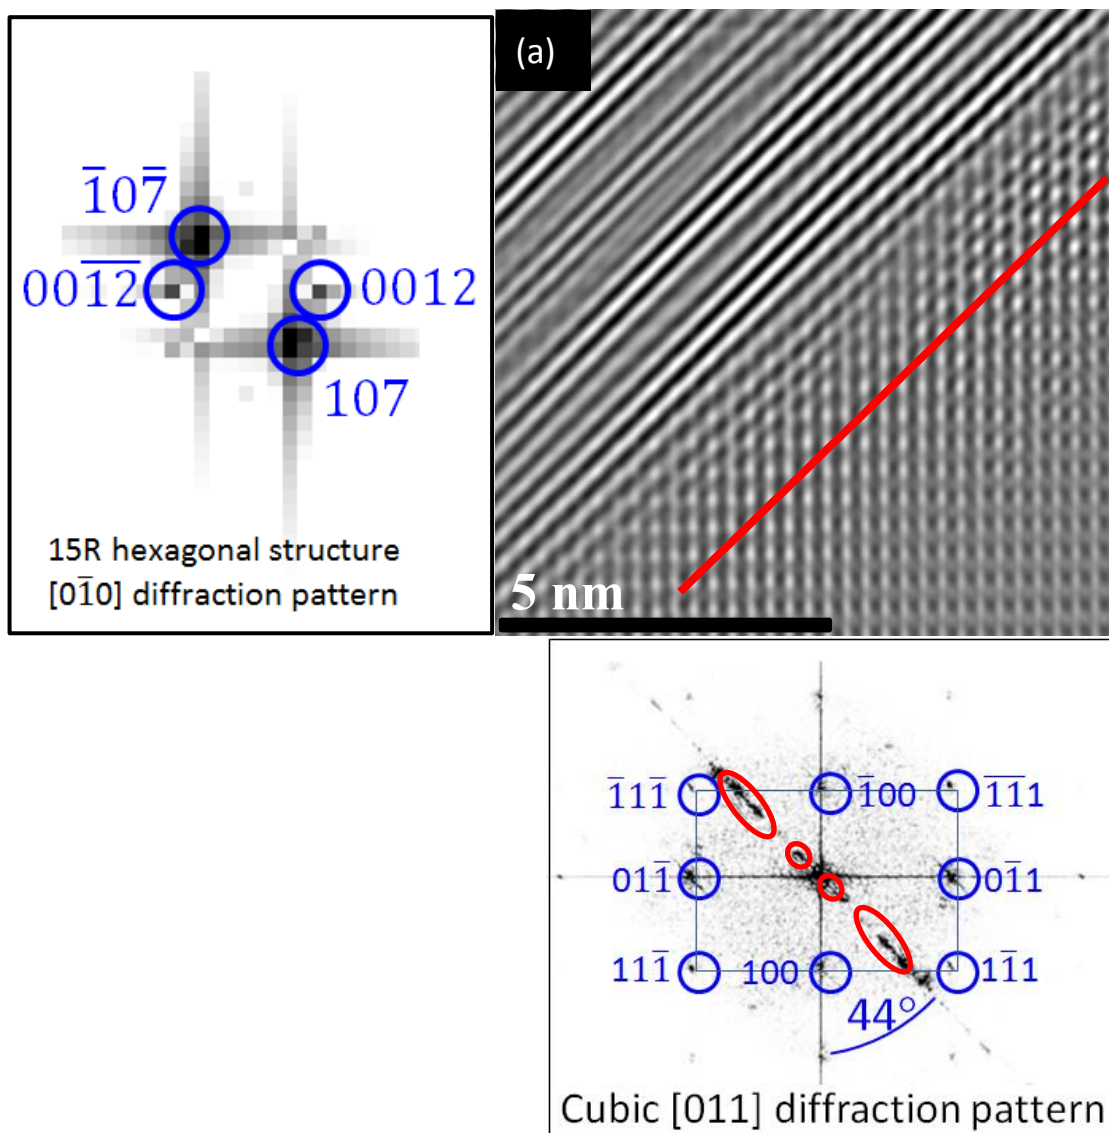 (a)
1̅07̅
001̅2̅
0012
107
15R hexagonal structure
[01̅0] diffraction pattern
5 nm
1̅11̅
1̅00
1̅1̅1
011̅
01̅1
111̅
100
11̅1
44°
Cubic [011] diffraction pattern